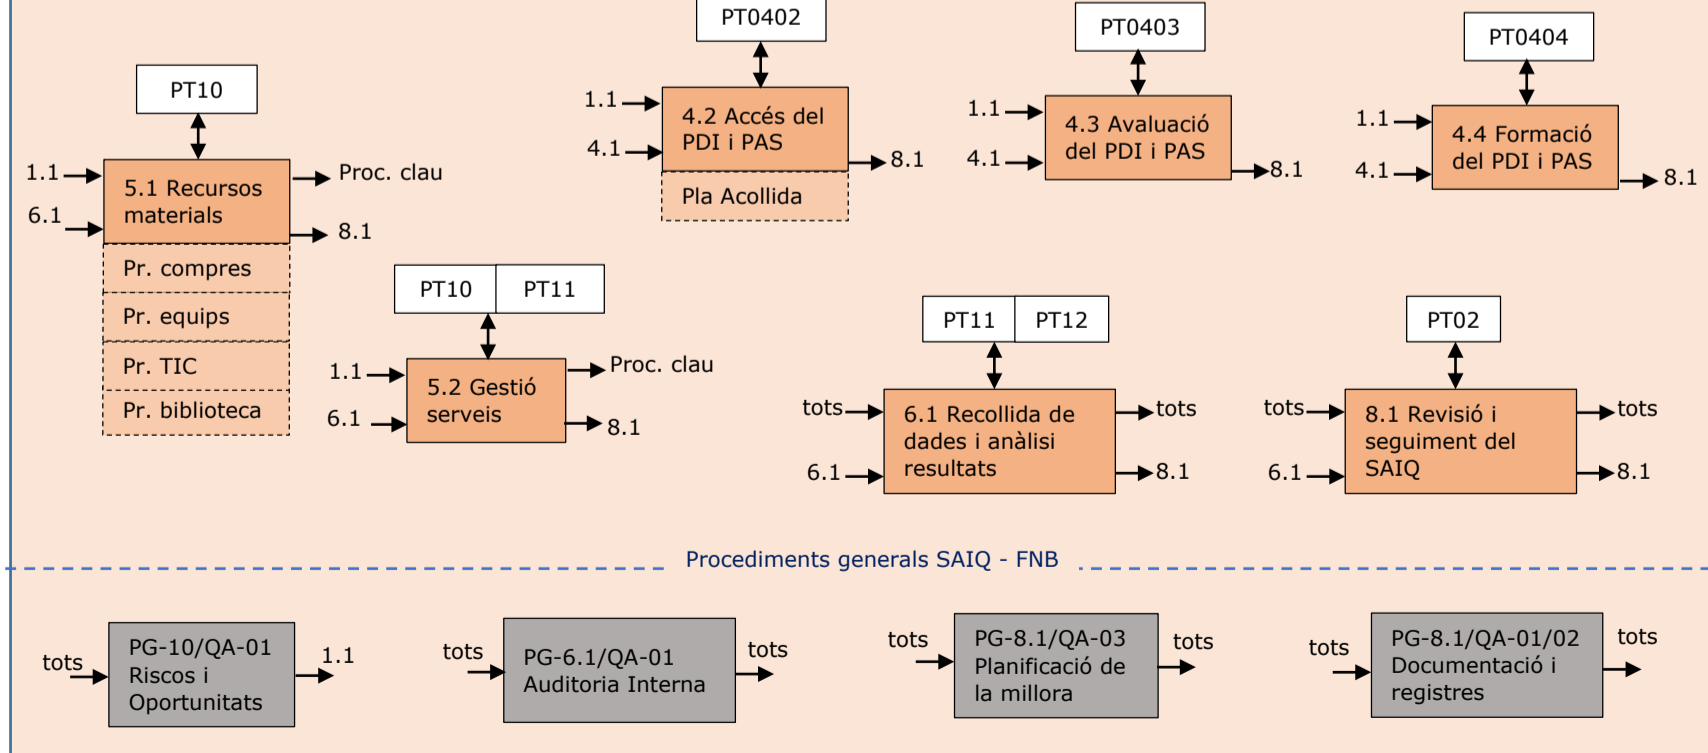 PT0402
PT0403
PT0404
PT10
1.1
4.1
4.2 Accés del
PDI i PAS
8.1
Pla Acollida
1.1
4.1
4.3 Avaluació
del PDI i PAS
8.1
1.1
4.1
4.4 Formació
del PDI i PAS
8.1
1.1
6.1
5.1 Recursos
materials
Proc. clau
8.1
Pr. compres
Pr. equips
Pr. TIC
Pr. biblioteca
PT10
PT11
1.1
6.1
5.2 Gestió
serveis
Proc. clau
8.1
PT11
PT12
tots
6.1
6.1 Recollida de
dades i anàlisi
resultats
tots
8.1
PT02
tots
6.1
8.1 Revisió i
seguiment del
SAIQ
tots
8.1
Procediments generals SAIQ - FNB
tots
PG-10/QA-01
Riscos i
Oportunitats
1.1
tots
PG-6.1/QA-01
Auditoria Interna
tots
tots
PG-8.1/QA-03
Planificació de
la millora
tots
tots
PG-8.1/QA-01/02
Documentació i
registres
tots